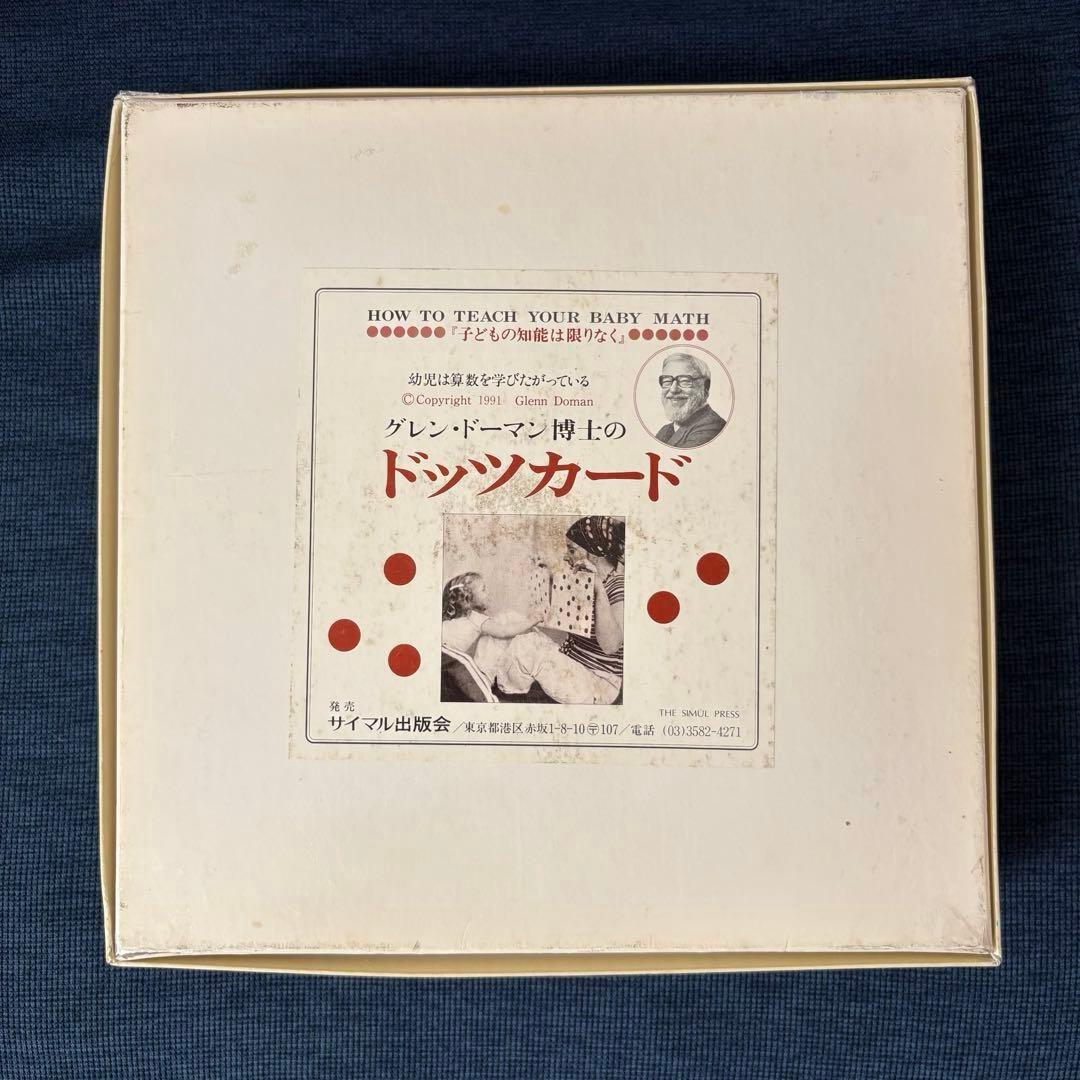 HOW TO TEACH YOUR BABY MATH
『子どもの知能は限りなく』
幼児は算数を学びたがっている
©Copyright 1991 Glenn Doman
グレン・ドーマン博士の
ドッツカード
発売
サイマル出版会/東京都港区赤坂1-8-10〶107/電話 (03)3582-4271
THE SIMUL PRESS